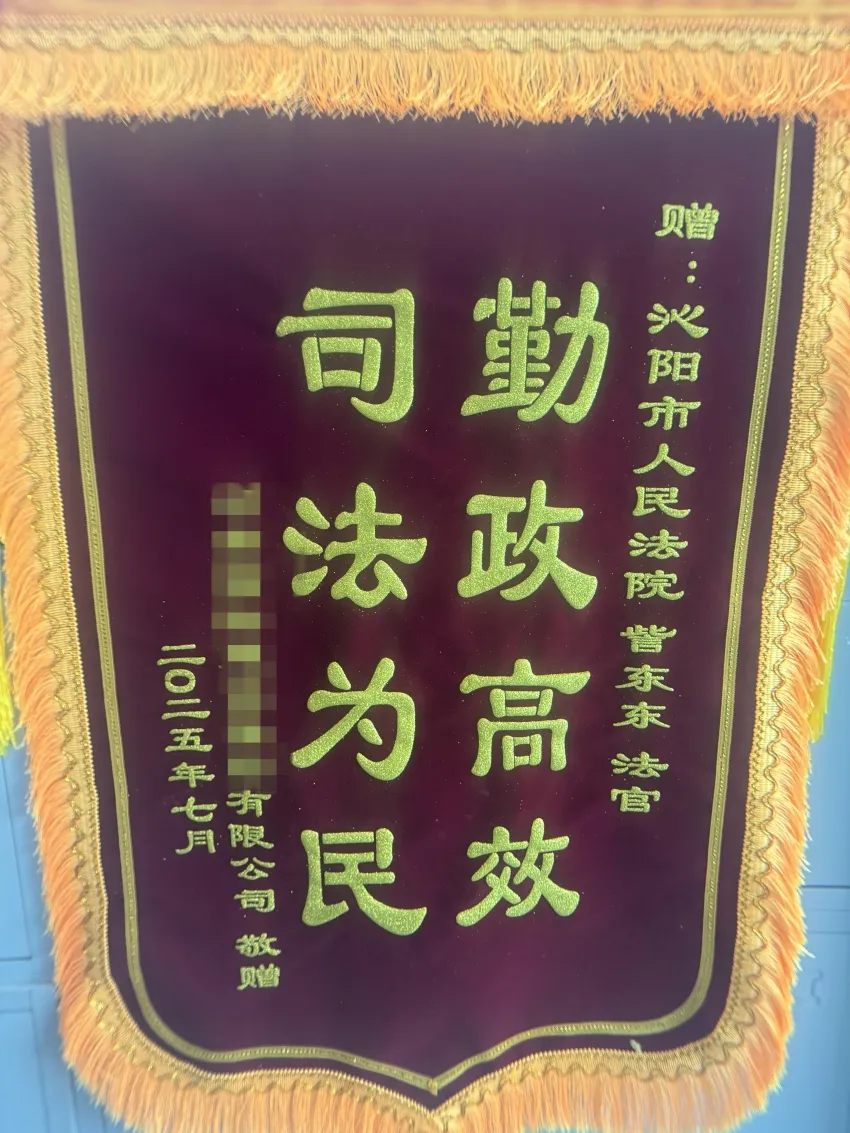 赠：沁阳市人民法院 訾东东 法官
勤政高效
司法为民
有限公司 敬赠
二〇二五年七月